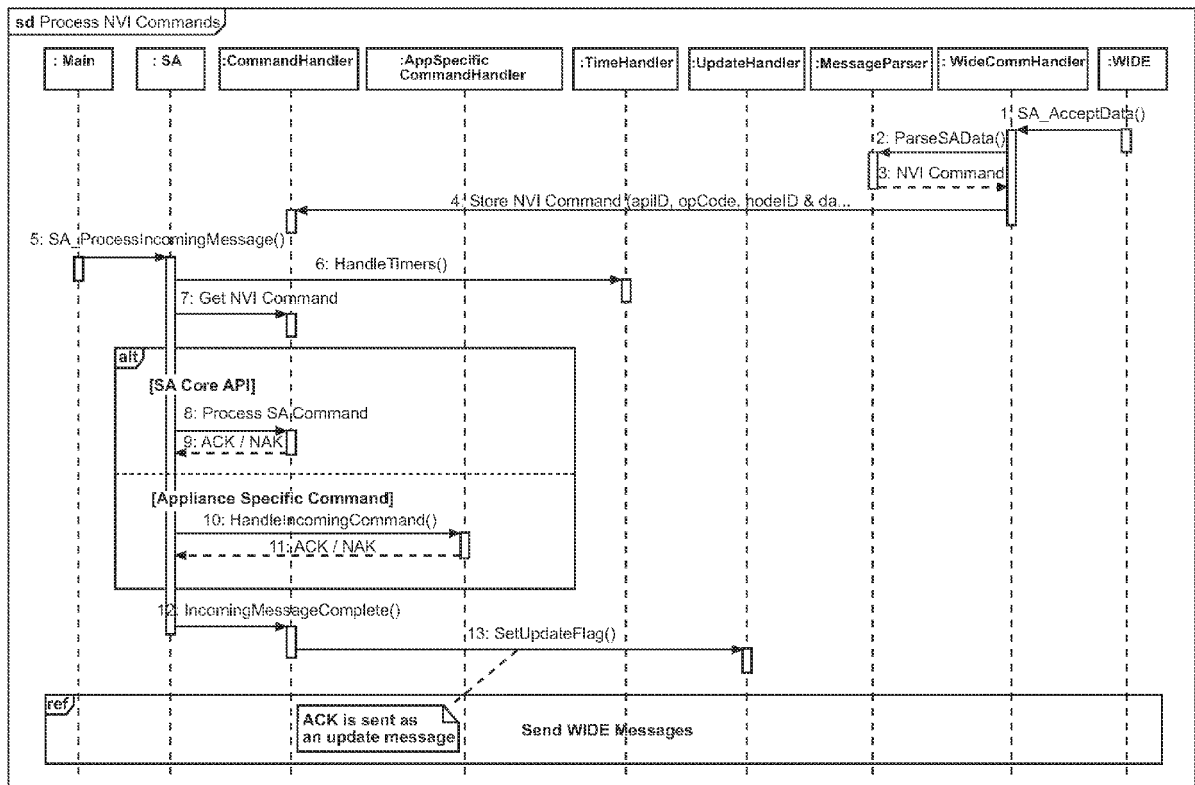 sd Process NVI Commands
: Main
: SA
:CommandHandler
:AppSpecific
CommandHandler
:TimeHandler
:UpdateHandler
:MessageParser
: WideCommHandler
:WIDE
1: SA_AcceptData()
2: ParseSAData()
3: NVI Command
4: Store NVI Command (apiID, opCode, nodeID & da...
5: SA_ProcessIncomingMessage()
6: HandleTimers()
7: Get NVI Command
alt
[SA Core API]
8: Process SA Command
9: ACK / NAK
[Appliance Specific Command]
10: HandleIncomingCommand()
11: ACK / NAK
12: IncomingMessageComplete()
13: SetUpdateFlag()
ref
ACK is sent as
an update message
Send WIDE Messages